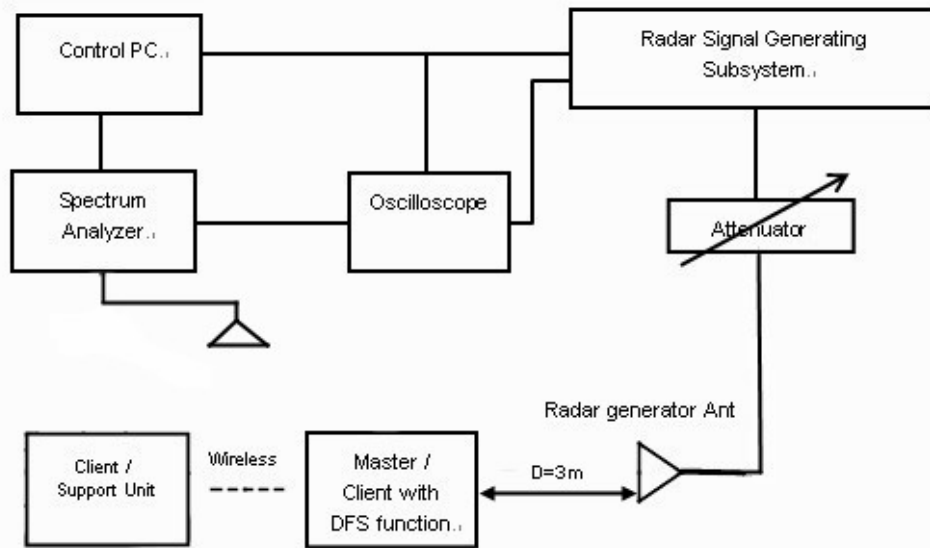 Control PC.
Radar Signal Generating
Subsystem.
Spectrum
Analyzer.
Oscilloscope
Attenuator
Radar generator Ant
Client /
Support Unit
Wireless
Master /
Client with
DFS function.
D=3m